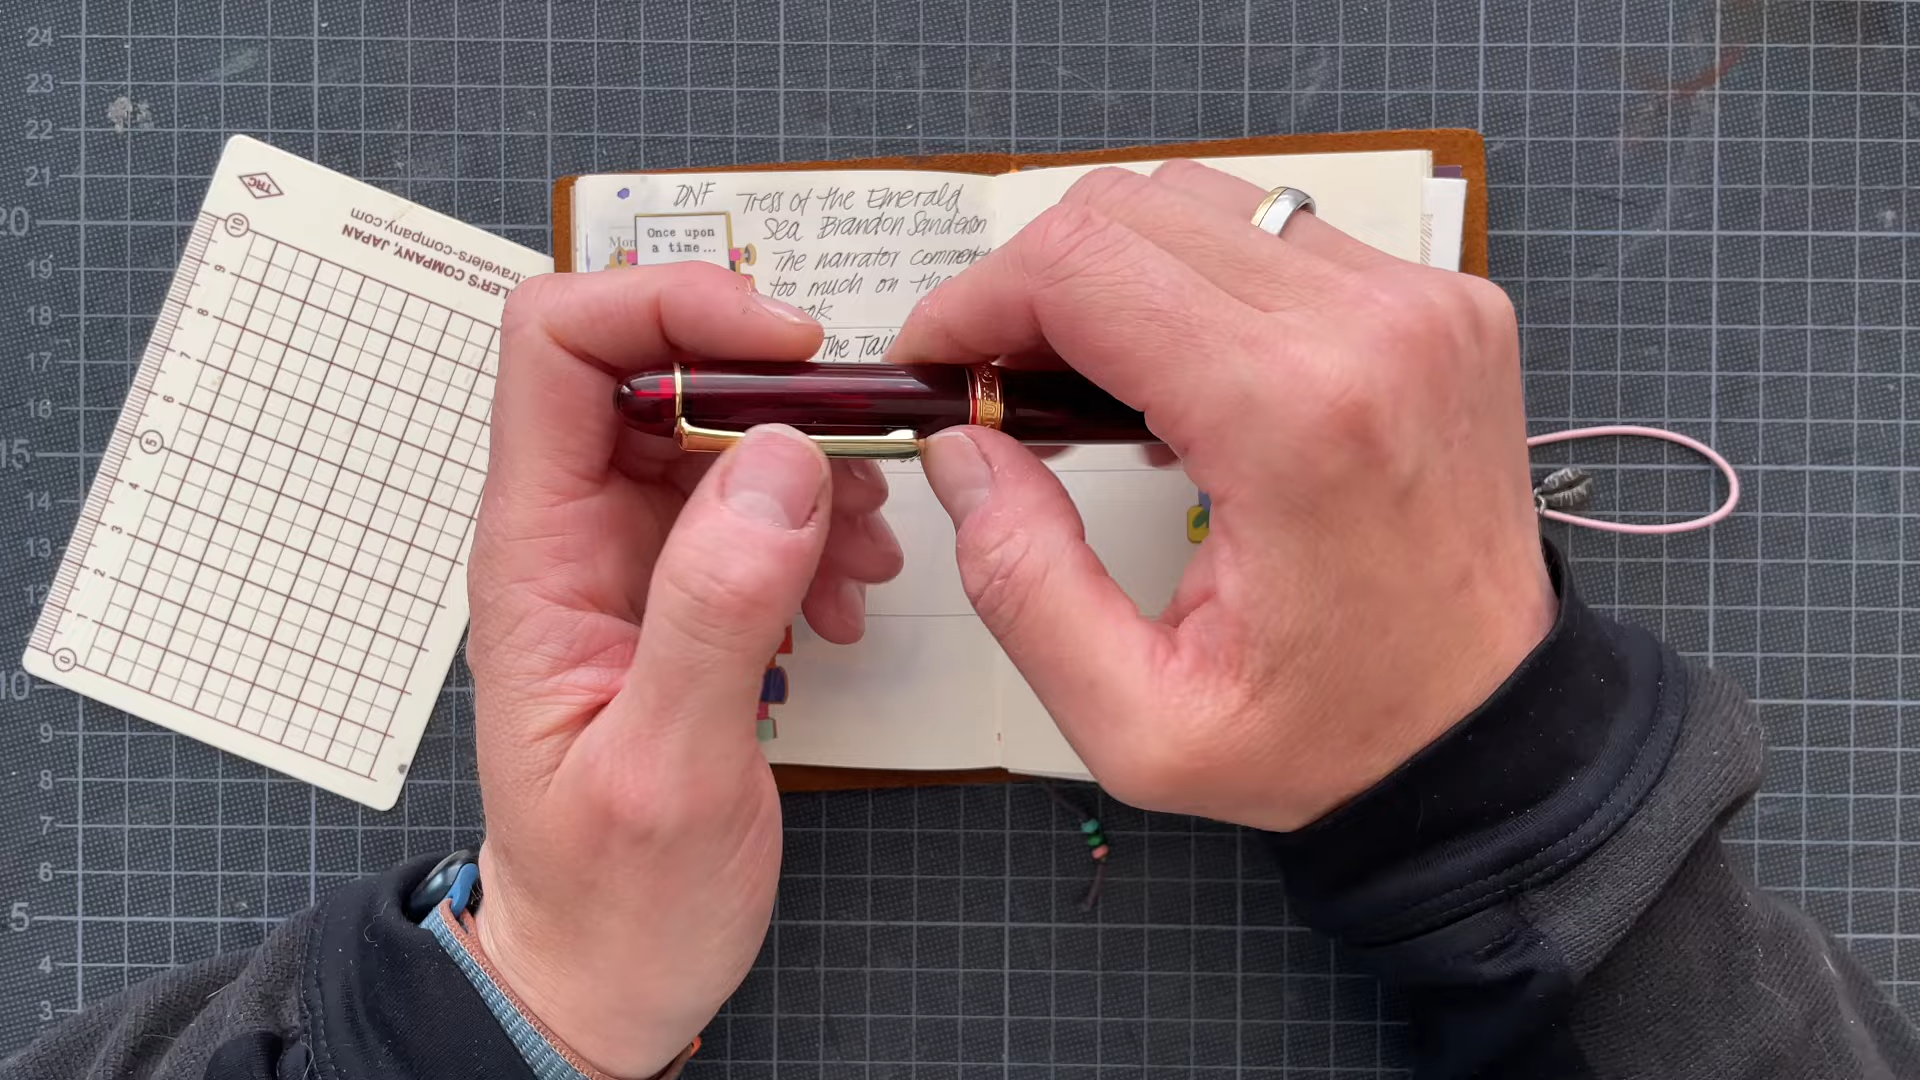 24
23
22
21
20
19
18
17
16
15
14
13
10
9
8
7
6
5
4
3
TRC
travelers-company.com
LER'S COMPANY, JAPAN
10
9
8
7
6
5
4
3
2
1
0
DNF
Tress of the Emerald
Sea Brandon Sanderson
The narrator comments
too much on the
Mon
Once upon
a time...
The Tai